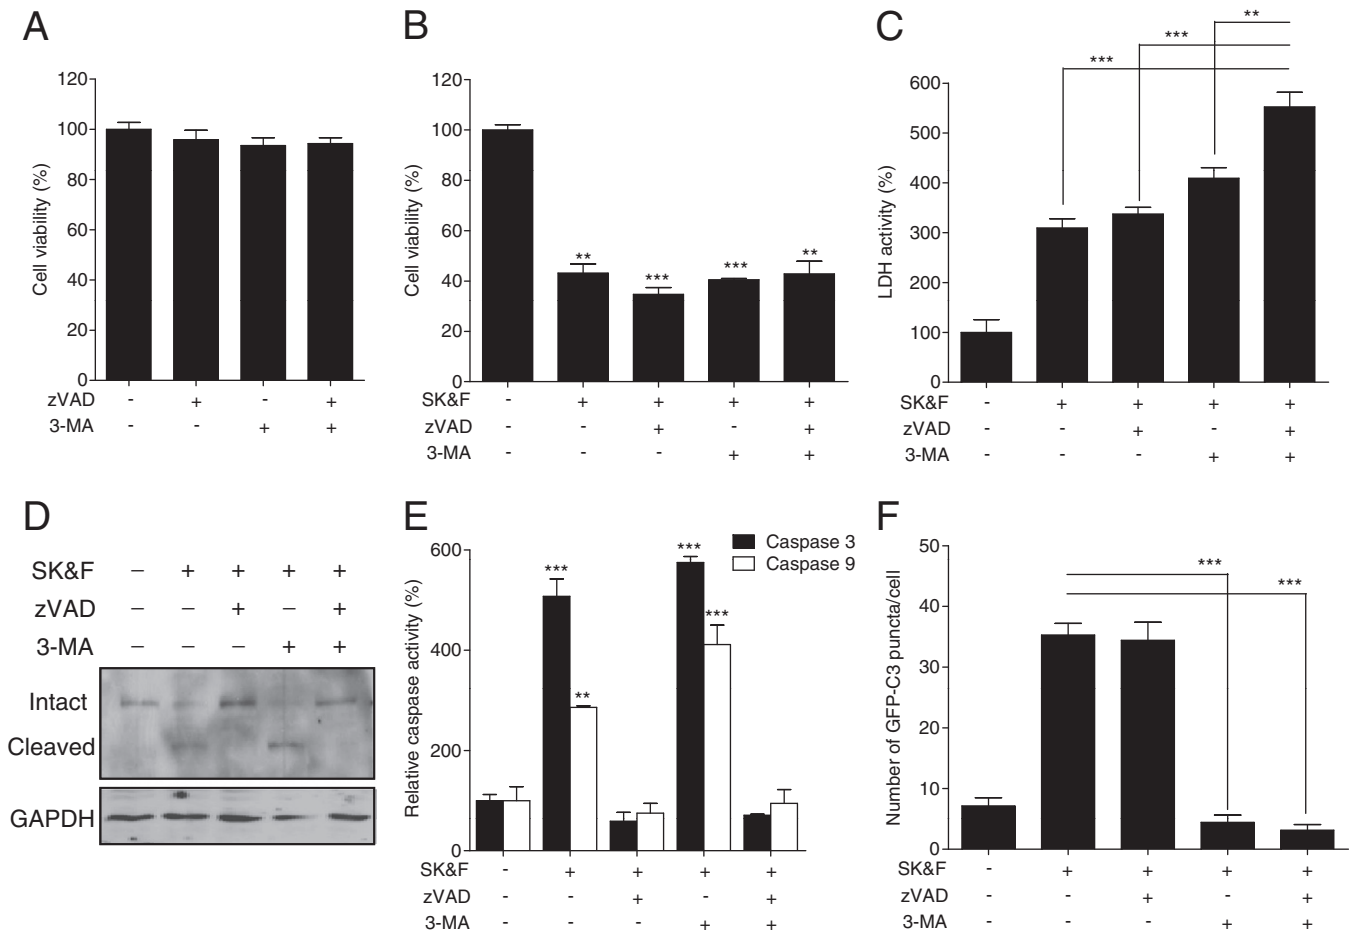 A
120
100
80
60
40
20
0
Cell viability (%)
zVAD - + - +
3-MA - - + +
B
120
100
80
60
40
20
0
Cell viability (%)
** *** *** **
SK&F - + + + +
zVAD - - + - +
3-MA - - - + +
C
**
***
***
600
500
400
300
200
100
0
LDH activity (%)
SK&F - + + + +
zVAD - - + - +
3-MA - - - + +
D
SK&F – + + + +
zVAD – – + – +
3-MA – – – + +
Intact
Cleaved
GAPDH
E
Caspase 3
Caspase 9
600
400
200
0
Relative caspase activity (%)
*** ** *** ***
SK&F - + + + +
zVAD - - + - +
3-MA - - - + +
F
***
***
50
40
30
20
10
0
Number of GFP-C3 puncta/cell
SK&F - + + + +
zVAD - - + - +
3-MA - - - + +